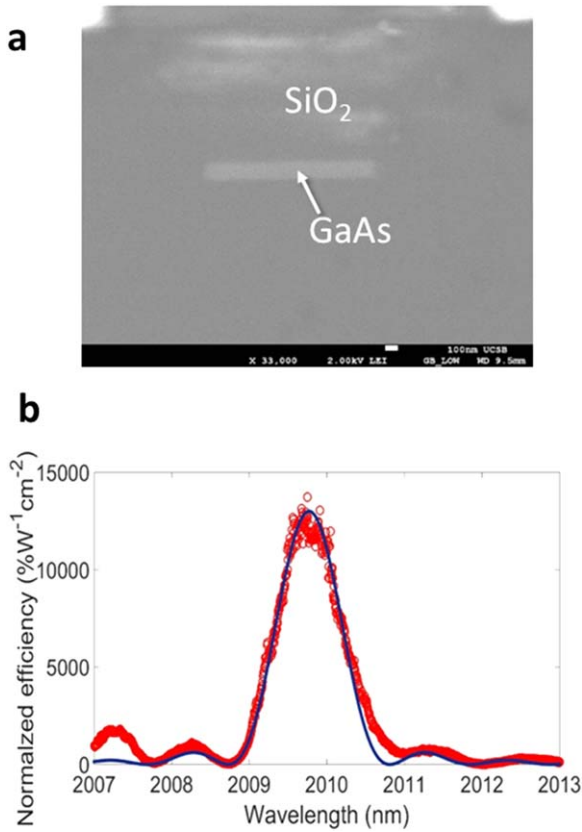 a
SiO₂
GaAs
100nm UCSB
X 33,000 2.00kV LEI GB_LOW WD 9.5mm
b
Normalzed efficiency (%W⁻¹cm⁻²)
15000
10000
5000
0
2007 2008 2009 2010 2011 2012 2013
Wavelength (nm)